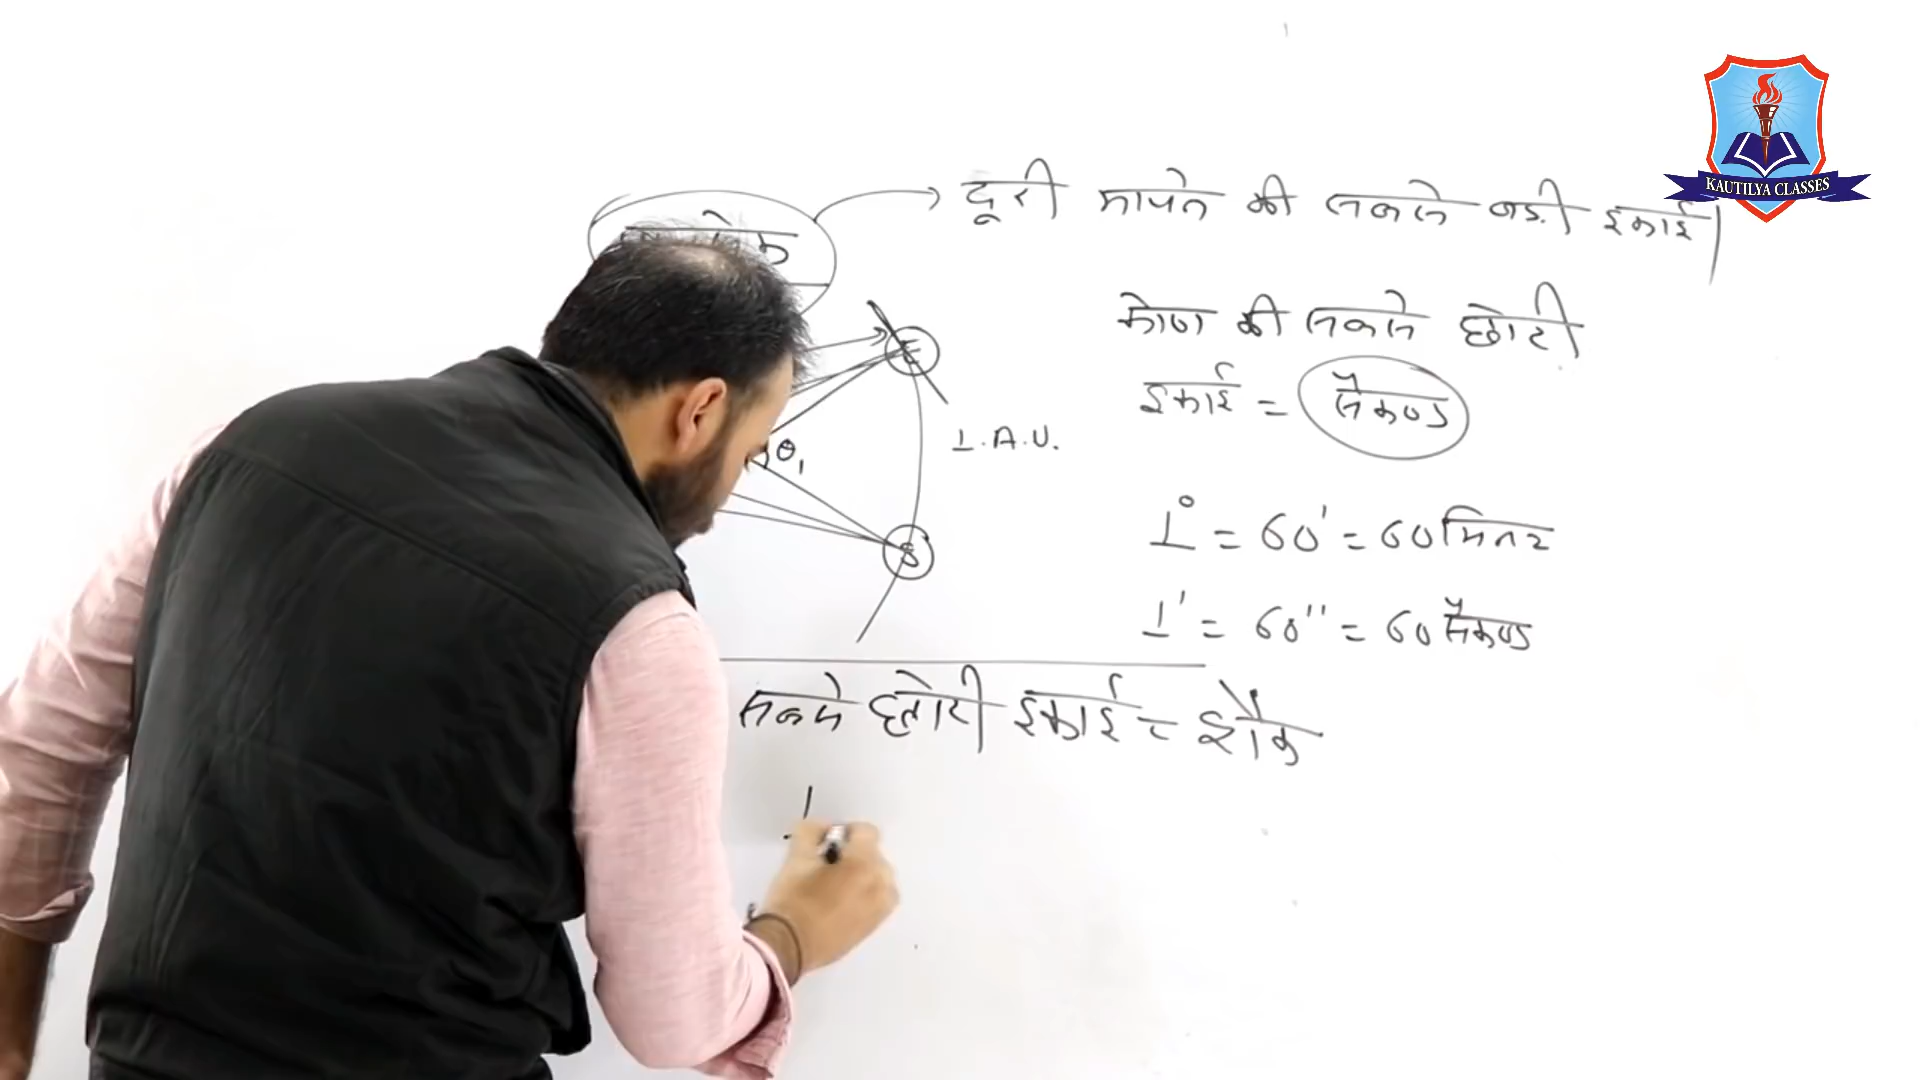 दूरी मापने की सबसे बड़ी इकाई।
कोण की सबसे छोटी
इकाई = सैकण्ड
E
θ₁
1.A.U.
S
1° = 60' = 60 मिनट
1' = 60'' = 60 सैकण्ड
सबसे छोटी इकाई = शैक
1
KAUTILYA CLASSES